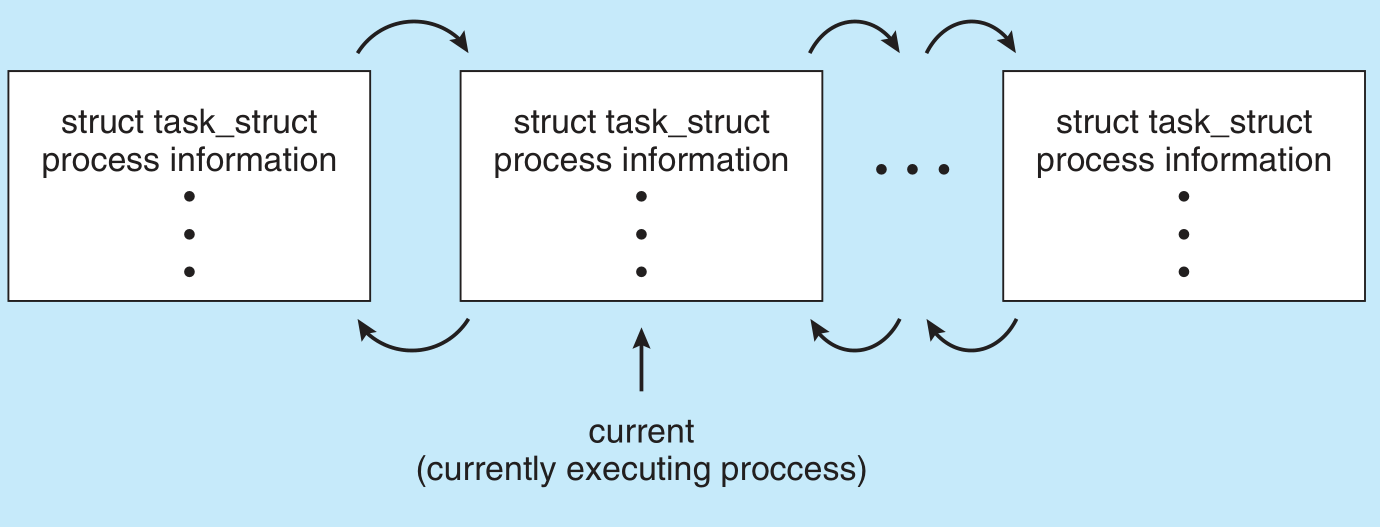 struct task_struct
process information
struct task_struct
process information
struct task_struct
process information
current
(currently executing proccess)